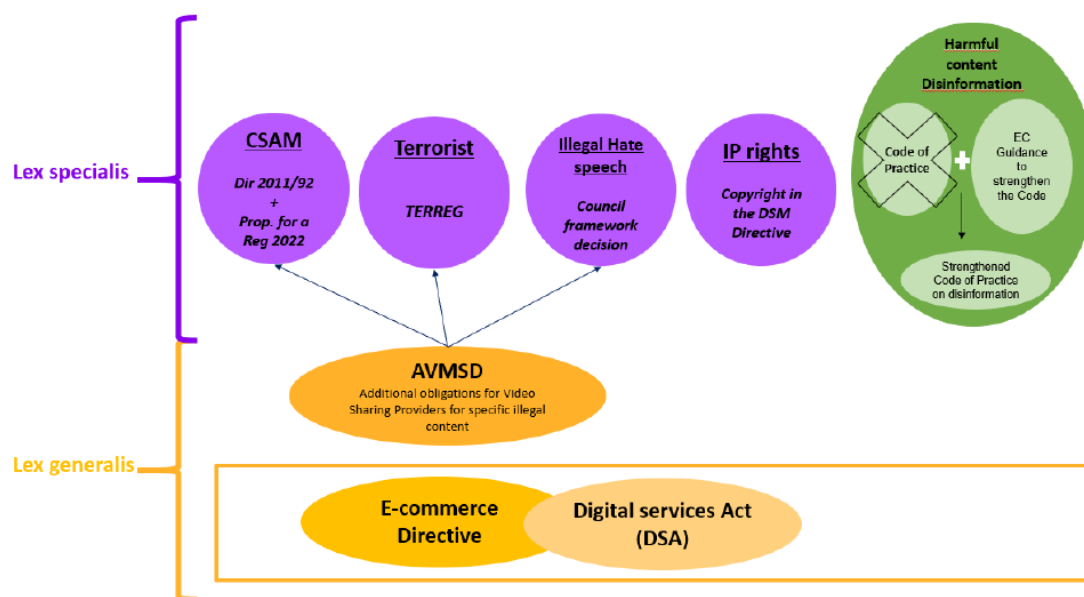 Lex specialis
CSAM
Dir 2011/92
+
Prop. for a
Reg 2022
Terrorist
TERREG
Illegal Hate
speech
Council
framework
decision
IP rights
Copyright in
the DSM
Directive
Harmful
content
Disinformation
Code of
Practice
+
EC
Guidance
to
strengthen
the Code
Strengthened
Code of Practice
on disinformation
Lex generalis
AVMSD
Additional obligations for Video
Sharing Providers for specific illegal
content
E-commerce
Directive
Digital services Act
(DSA)